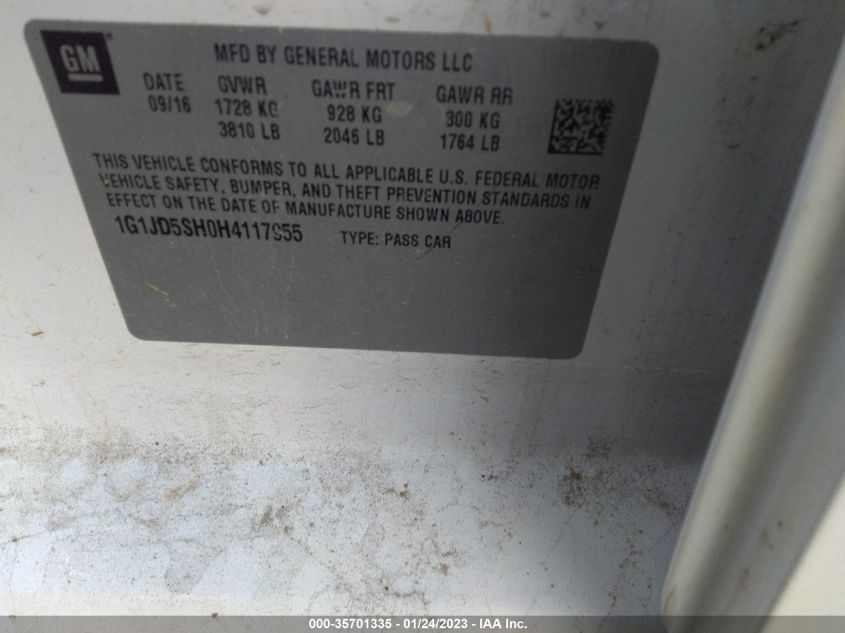 GM
MFD BY GENERAL MOTORS LLC
DATE GVWR GAWR FRT GAWR RR
09/16 1728 KG 928 KG 800 KG
3810 LB 2046 LB 1764 LB
THIS VEHICLE CONFORMS TO ALL APPLICABLE U.S. FEDERAL MOTOR
VEHICLE SAFETY, BUMPER, AND THEFT PREVENTION STANDARDS IN
EFFECT ON THE DATE OF MANUFACTURE SHOWN ABOVE.
1G1JD5SH0H4117955 TYPE: PASS CAR
000-35701335 - 01/24/2023 - IAA Inc.